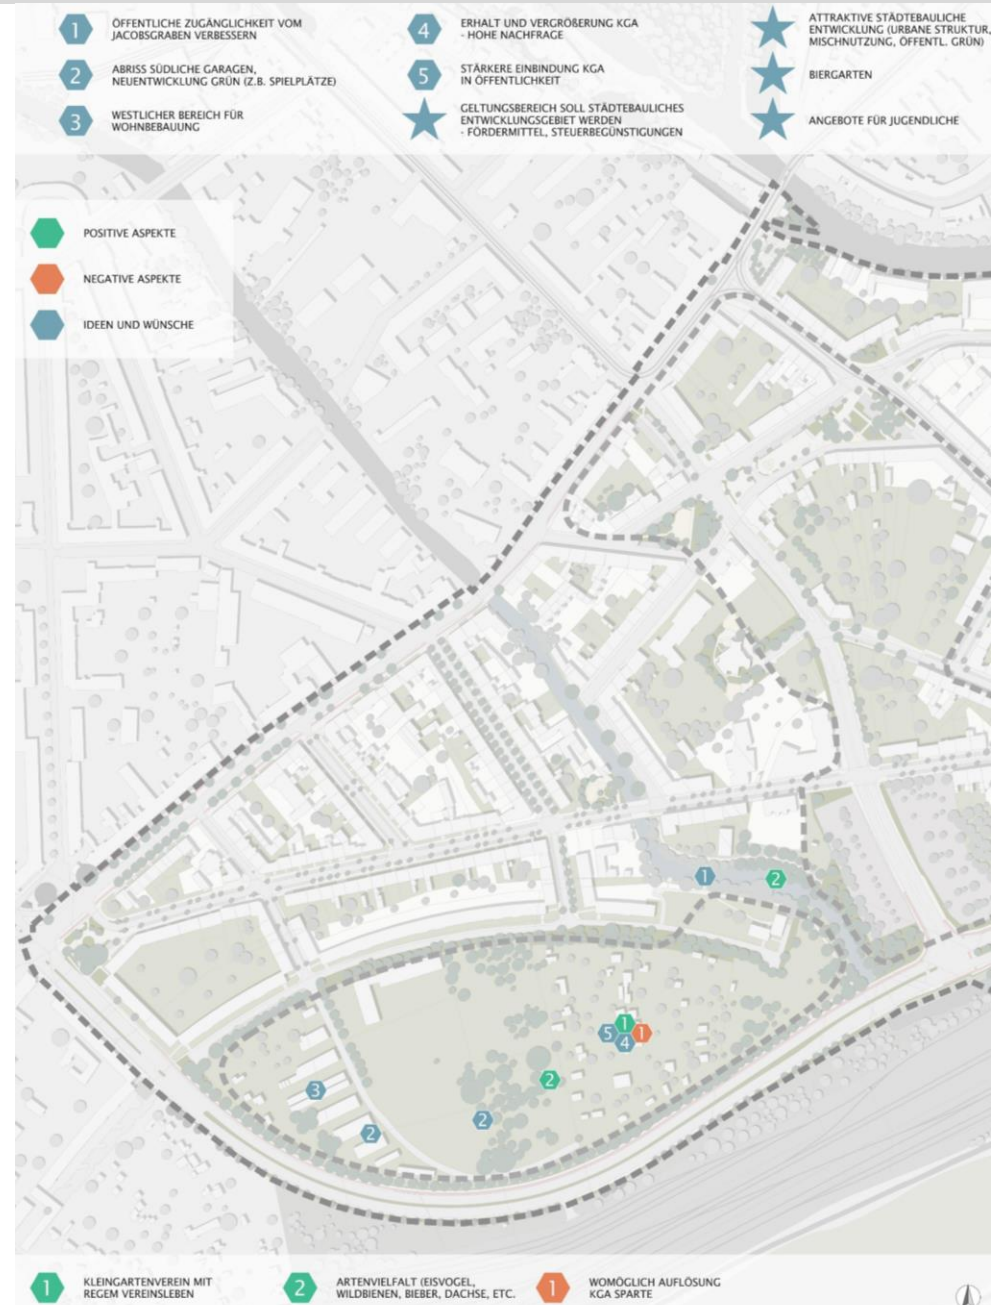 1 ÖFFENTLICHE ZUGÄNGLICHKEIT VOM
JACOBSGRABEN VERBESSERN
2 ABRISS SÜDLICHE GARAGEN,
NEUENTWICKLUNG GRÜN (Z.B. SPIELPLÄTZE)
3 WESTLICHER BEREICH FÜR
WOHNBEBAUUNG
4 ERHALT UND VERGRÖßERUNG KGA
- HOHE NACHFRAGE
5 STÄRKERE EINBINDUNG KGA
IN ÖFFENTLICHKEIT
GELTUNGSBEREICH SOLL STÄDTEBAULICHES
ENTWICKLUNGSGEBIET WERDEN
- FÖRDERMITTEL, STEUERBEGÜNSTIGUNGEN
ATTRAKTIVE STÄDTEBAULICHE
ENTWICKLUNG (URBANE STRUKTUR,
MISCHNUTZUNG, ÖFFENTL. GRÜN)
BIERGARTEN
ANGEBOTE FÜR JUGENDLICHE
POSITIVE ASPEKTE
NEGATIVE ASPEKTE
IDEEN UND WÜNSCHE
1
2
1
5
1
4
2
3
2
2
1 KLEINGARTENVEREIN MIT
REGEM VEREINSLEBEN
2 ARTENVIELFALT (EISVOGEL,
WILDBIENEN, BIEBER, DACHSE, ETC.
1 WOMÖGLICH AUFLÖSUNG
KGA SPARTE